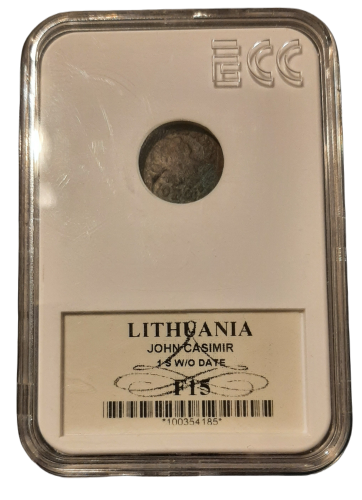 ECC
LITHUANIA
JOHN CASIMIR
1 S W/O DATE
F15
*100354185*